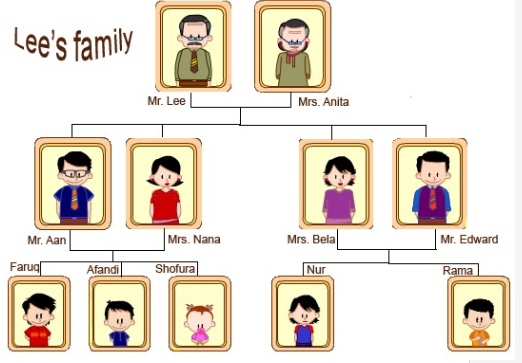 Lee's family
Mr. Lee
Mrs. Anita
Mr. Aan
Mrs. Nana
Mrs. Bela
Mr. Edward
Faruq
Afandi
Shofura
Nur
Rama